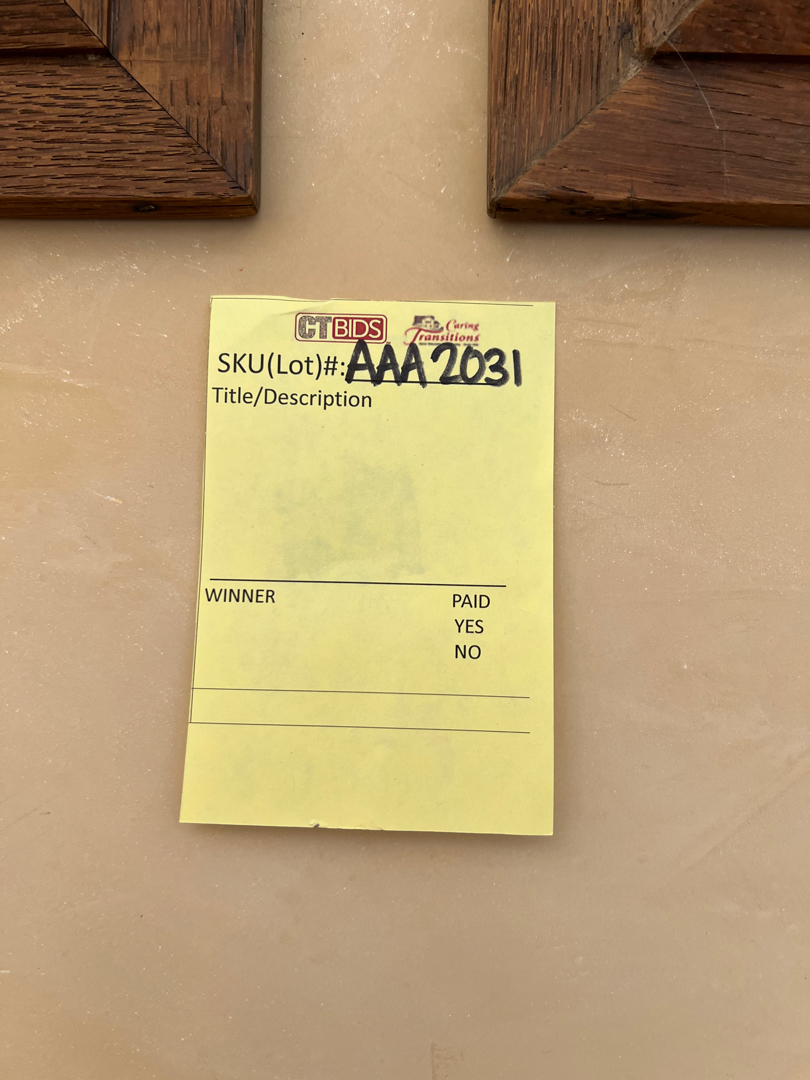 CTBIDS Caring Transitions
SKU(Lot)#: AAA2031
Title/Description
WINNER PAID
YES
NO